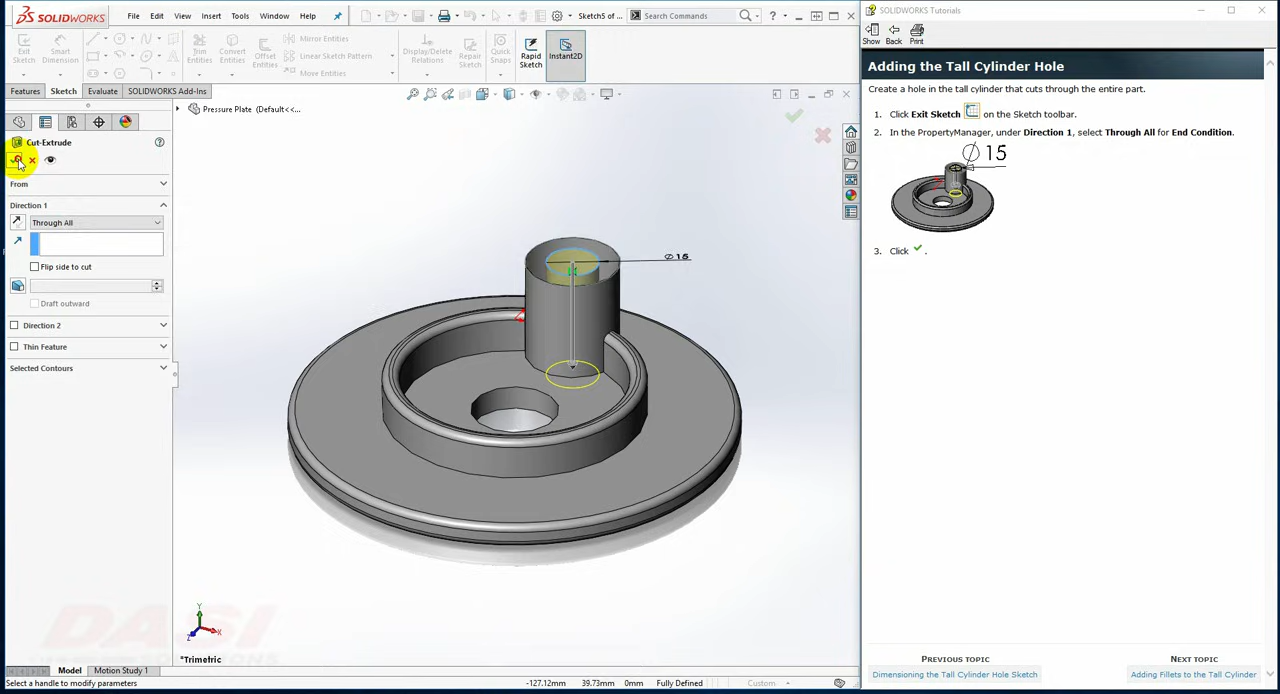 SOLIDWORKS
File
Edit
View
Insert
Tools
Window
Help
Sketch5 of ...
Search Commands
Exit Sketch
Smart Dimension
Trim Entities
Convert Entities
Offset Entities
Mirror Entities
Linear Sketch Pattern
More Entities
Display/Delete Relations
Repair Sketch
Quick Snaps
Rapid Sketch
Instant2D
Features
Sketch
Evaluate
SOLIDWORKS Add-Ins
Pressure Plate (Default<<...
Cut-Extrude
From
Direction 1
Through All
Flip side to cut
Draft outward
Direction 2
Thin Feature
Selected Contours
⌀15
Y
X
Z
*Trimetric
DASI
Model
Motion Study 1
Select a handle to modify parameters
-127.12mm
39.73mm
0mm
Fully Defined
Custom
SOLIDWORKS Tutorials
Show
Back
Print
Adding the Tall Cylinder Hole
Create a hole in the tall cylinder that cuts through the entire part.
1. Click Exit Sketch on the Sketch toolbar.
2. In the PropertyManager, under Direction 1, select Through All for End Condition.
⌀15
3. Click .
PREVIOUS TOPIC
Dimensioning the Tall Cylinder Hole Sketch
NEXT TOPIC
Adding Fillets to the Cylinder